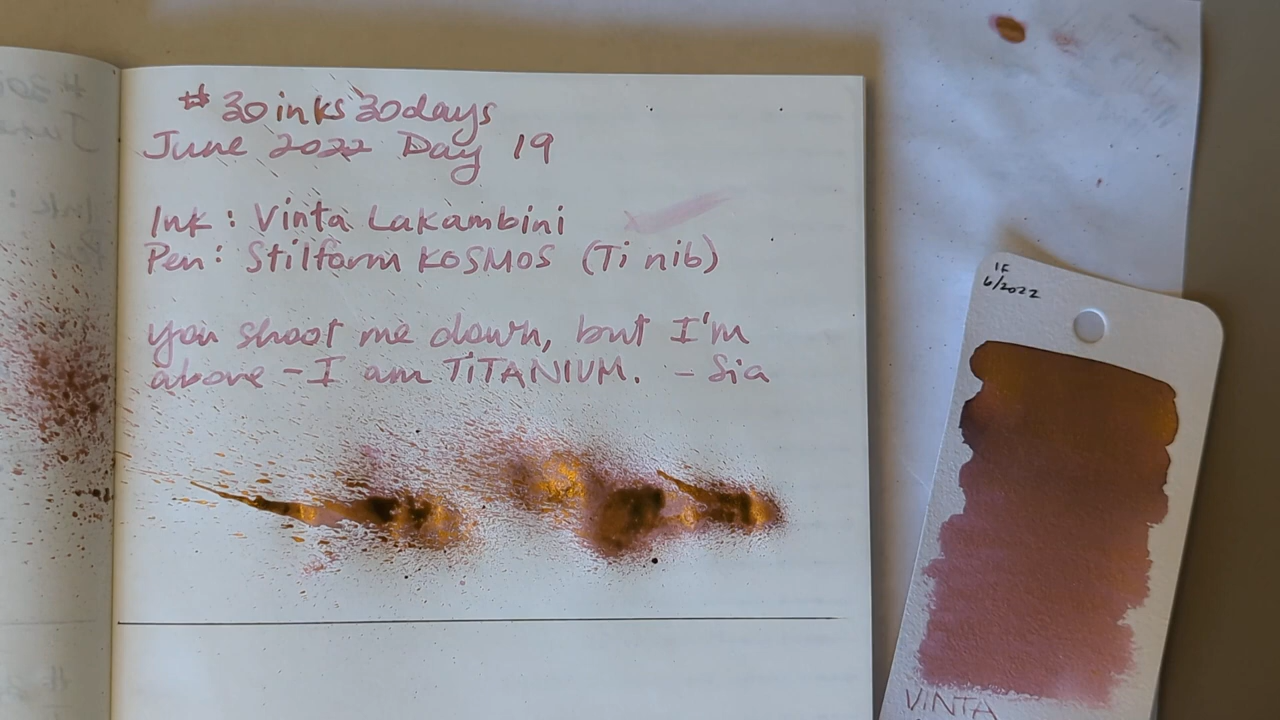 # 30inks30days
June 2022 Day 19
Ink: Vinta Lakambini
Pen: Stilform KOSMOS (Ti nib)
you shoot me down, but I'm
above - I am TITANIUM. - Sia
IF
6/2022
VINTA